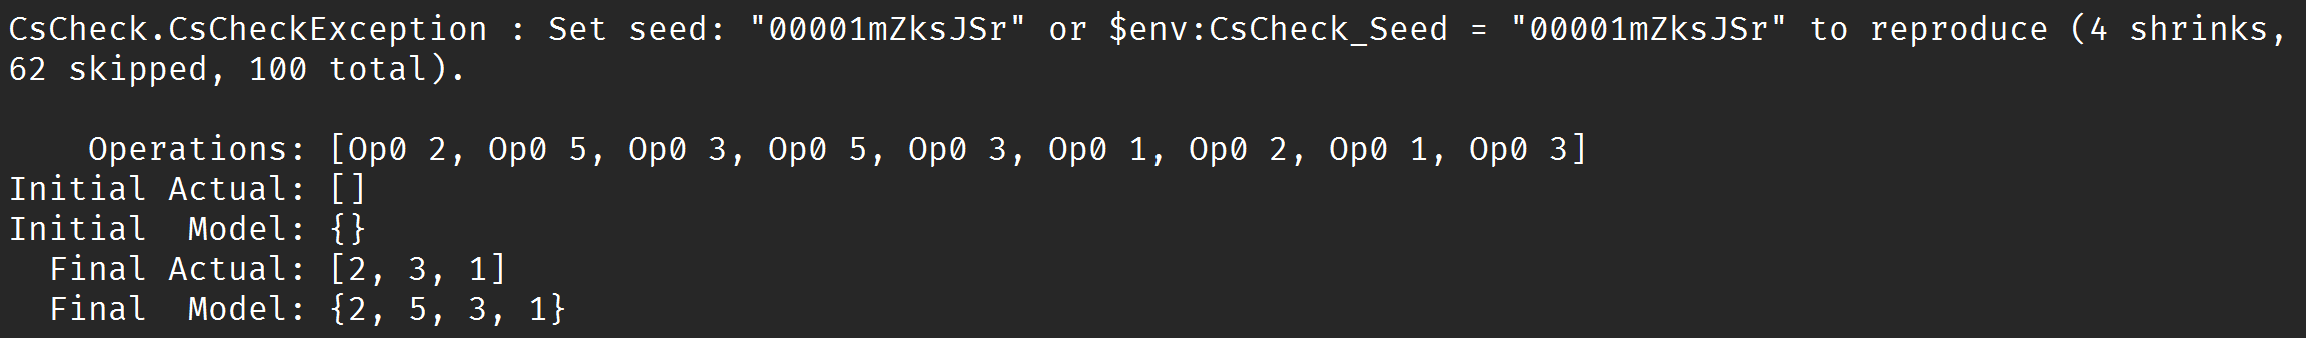 CsCheck.CsCheckException : Set seed: "00001mZksJSr" or $env:CsCheck_Seed = "00001mZksJSr" to reproduce (4 shrinks,
62 skipped, 100 total).

    Operations: [Op0 2, Op0 5, Op0 3, Op0 5, Op0 3, Op0 1, Op0 2, Op0 1, Op0 3]
Initial Actual: []
Initial  Model: {}
  Final Actual: [2, 3, 1]
  Final  Model: {2, 5, 3, 1}